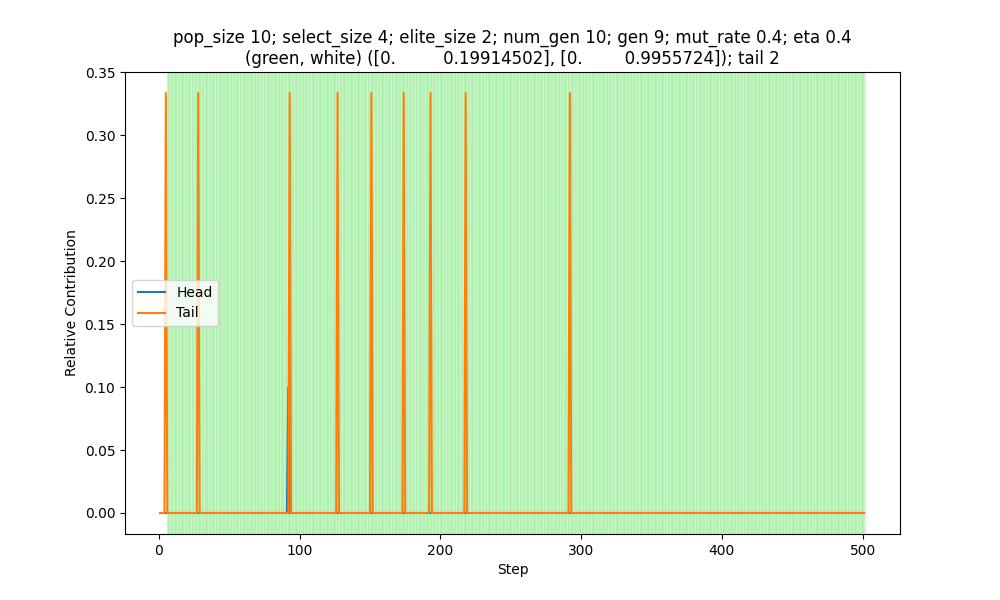 pop_size 10; select_size 4; elite_size 2; num_gen 10; gen 9; mut_rate 0.4; eta 0.4
(green, white) ([0.         0.19914502], [0.        0.9955724]); tail 2
0.35
0.30
0.25
0.20
0.15
0.10
0.05
0.00
Relative Contribution
Head
Tail
0 100 200 300 400 500
Step